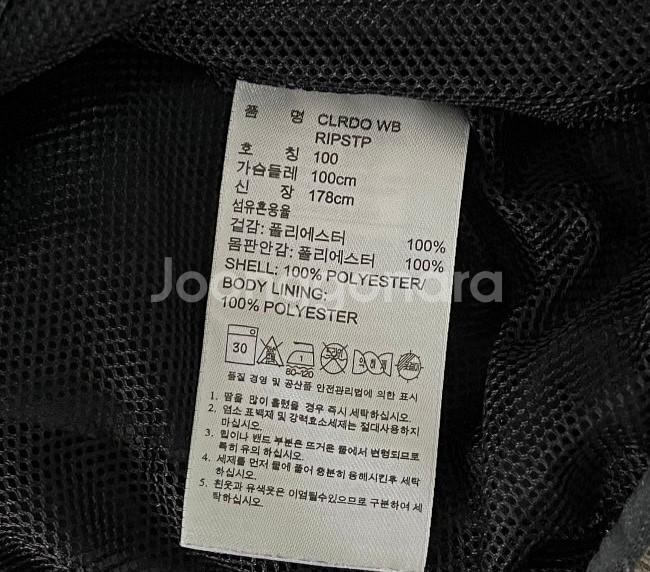 품 명 CLRDO WB
RIPSTP
호 칭 100
가슴둘레 100cm
신 장 178cm
섬유혼용율
겉감: 폴리에스터 100%
몸판안감: 폴리에스터 100%
SHELL: 100% POLYESTER/
BODY LINING:
100% POLYESTER
30
80-120
품질 경영 및 공산품 안전관리법에 의한 표시
1. 땀을 많이 흘렸을 경우 즉시 세탁하십시오.
2. 염소 표백제 및 강력효소세제는 절대사용하지
마십시오.
3. 립이나 밴드 부분은 뜨거운 물에서 변형되므로
특히 유의 하십시오.
4. 세제를 먼저 물에 풀어 충분히 용해시킨후 세탁
하십시오.
5. 흰옷과 유색옷은 이염될수있으므로 구분하여 세
탁하십시오.
Joonggonara